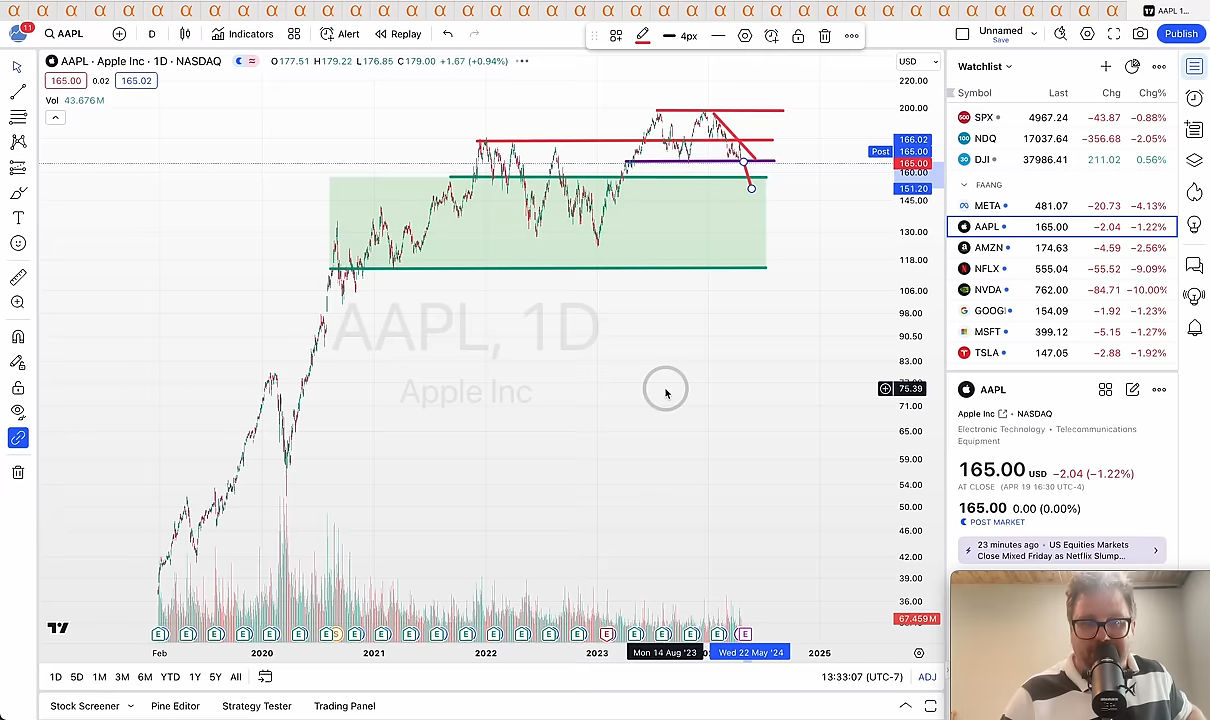 AAPL 1...
11
AAPL
D
Indicators
Alert
Replay
4px
Unnamed
Save
Publish
AAPL · Apple Inc · 1D · NASDAQ
O177.51 H179.22 L176.85 C179.00 +1.67 (+0.94%)
165.00 0.02 165.02
Vol 43.676M
USD
220.00
200.00
166.02
Post 165.00
165.00
160.00
151.20
145.00
130.00
118.00
106.00
98.00
90.50
83.00
75.39
71.00
65.00
59.00
54.00
50.00
46.00
42.00
39.00
36.00
67.459M
AAPL, 1D
Apple Inc
E E E E E E E S E E E E E E E E E E E E E E E
Feb 2020 2021 2022 2023 Mon 14 Aug '23 Wed 22 May '24 2025
1D 5D 1M 3M 6M YTD 1Y 5Y All
13:33:07 (UTC-7) ADJ
Stock Screener Pine Editor Strategy Tester Trading Panel
Watchlist
Symbol Last Chg Chg%
SPX 4967.24 −43.87 −0.88%
NDQ 17037.64 −356.68 −2.05%
DJI 37986.41 211.02 0.56%
FAANG
META 481.07 −20.73 −4.13%
AAPL 165.00 −2.04 −1.22%
AMZN 174.63 −4.59 −2.56%
NFLX 555.04 −55.52 −9.09%
NVDA 762.00 −84.71 −10.00%
GOOG 154.09 −1.92 −1.23%
MSFT 399.12 −5.15 −1.27%
TSLA 147.05 −2.88 −1.92%
AAPL
Apple Inc · NASDAQ
Electronic Technology · Telecommunications
Equipment
165.00 USD −2.04 (−1.22%)
AT CLOSE (APR 19 16:30 UTC-4)
165.00 0.00 (0.00%)
POST MARKET
23 minutes ago · US Equities Markets
Close Mixed Friday as Netflix Slump...